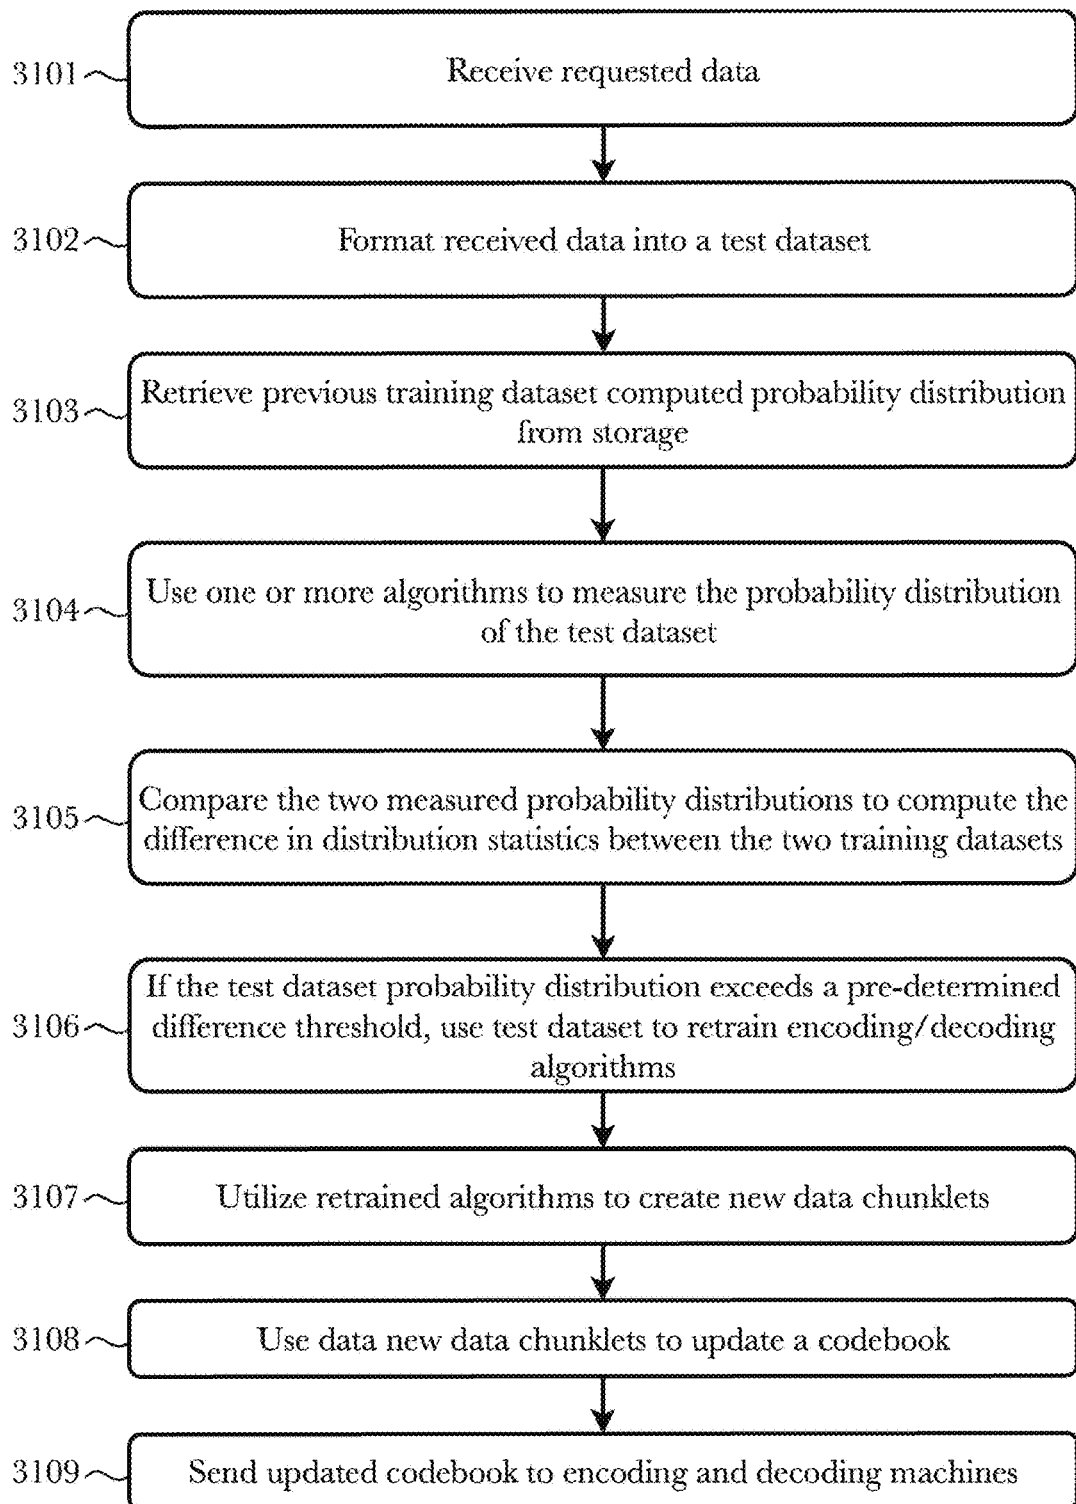 3101
Receive requested data
3102
Format received data into a test dataset
3103
Retrieve previous training dataset computed probability distribution
from storage
3104
Use one or more algorithms to measure the probability distribution
of the test dataset
3105
Compare the two measured probability distributions to compute the
difference in distribution statistics between the two training datasets
3106
If the test dataset probability distribution exceeds a pre-determined
difference threshold, use test dataset to retrain encoding/decoding
algorithms
3107
Utilize retrained algorithms to create new data chunklets
3108
Use data new data chunklets to update a codebook
3109
Send updated codebook to encoding and decoding machines